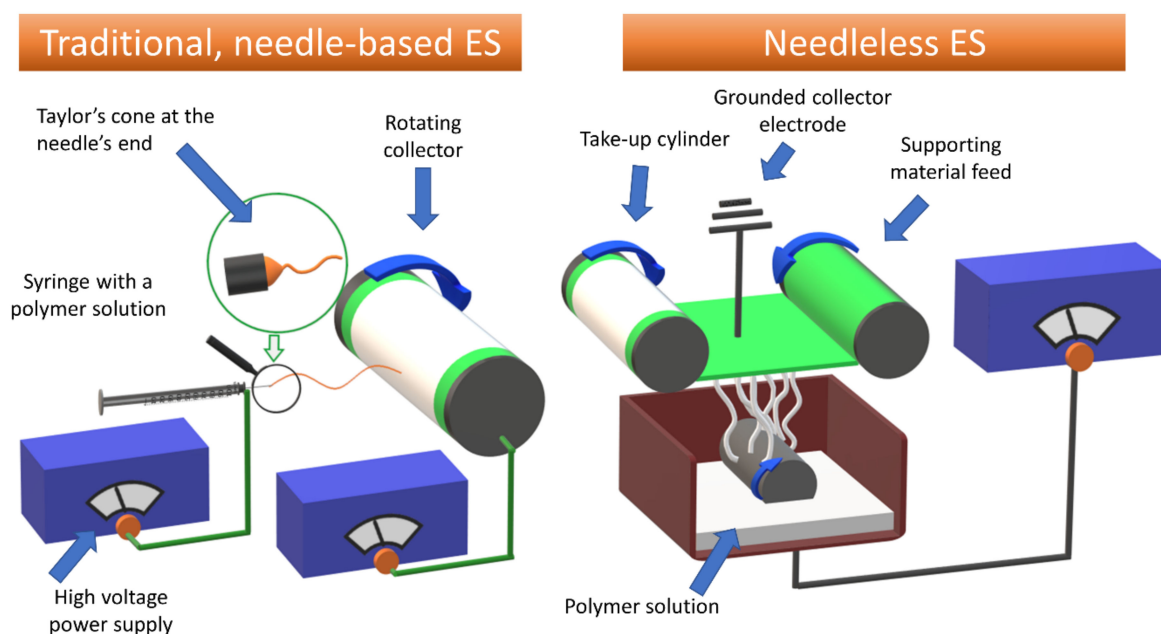 Traditional, needle-based ES
Needleless ES
Taylor's cone at the
needle's end
Rotating
collector
Syringe with a
polymer solution
High voltage
power supply
Grounded collector
electrode
Take-up cylinder
Supporting
material feed
Polymer solution